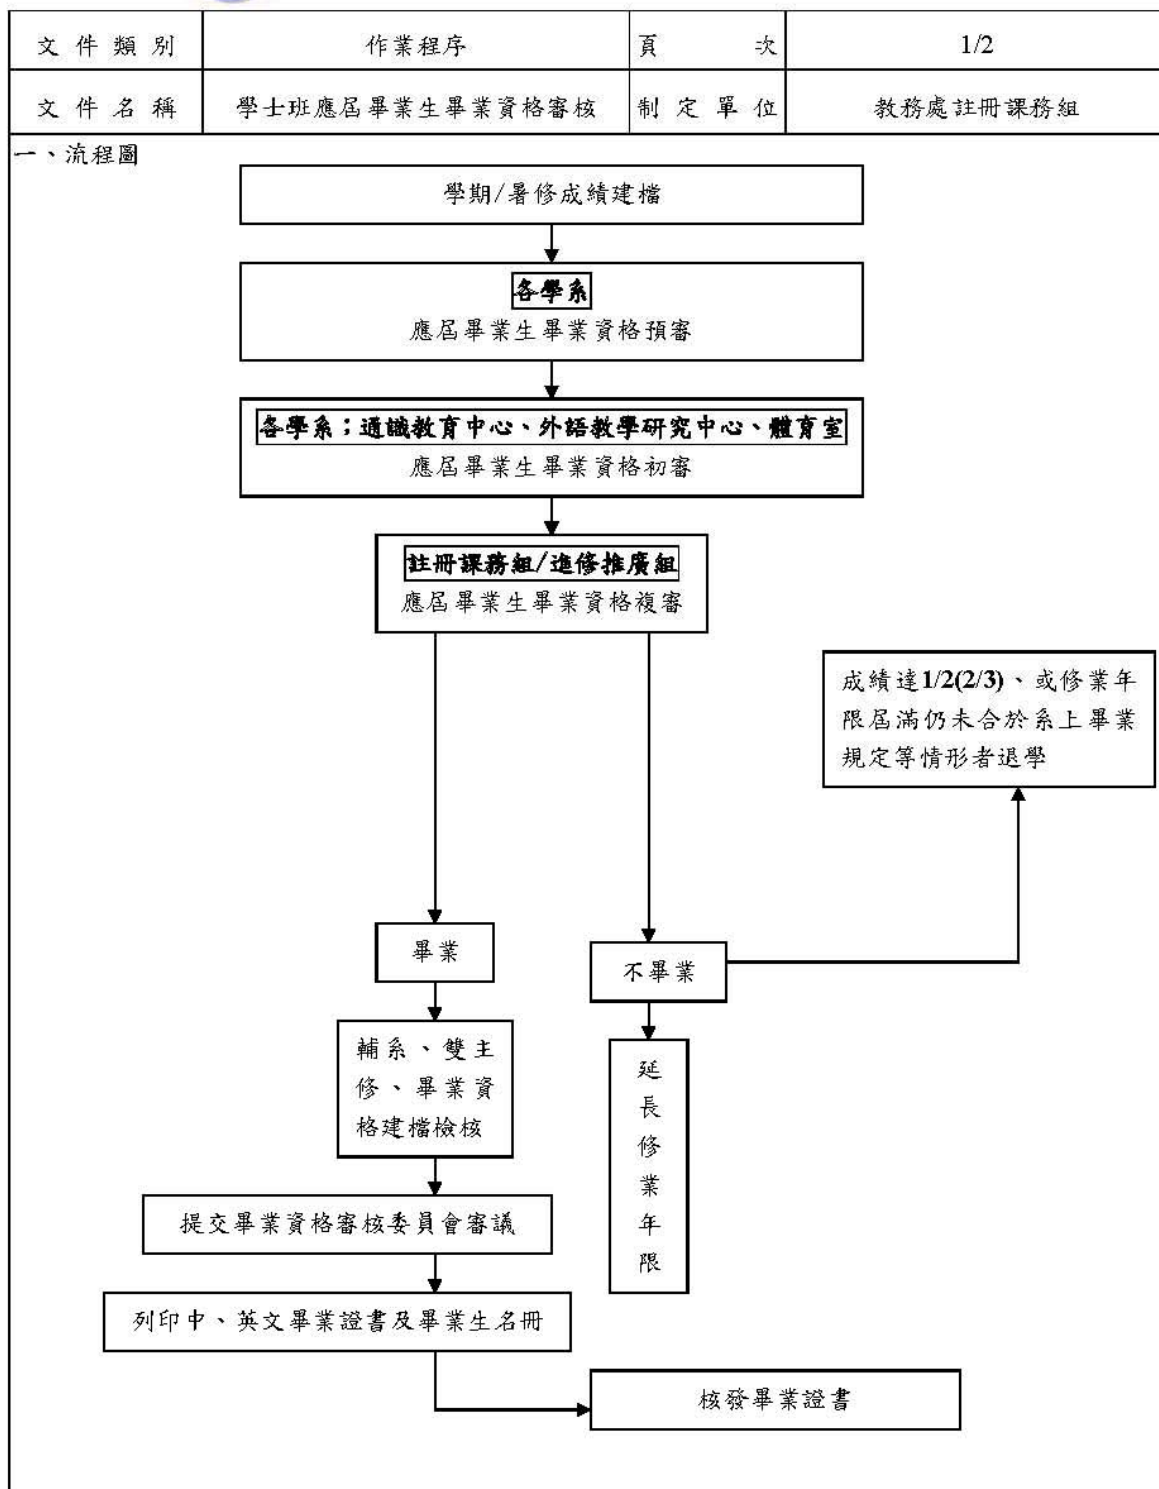 文件類別 作業程序 頁次 1/2
文件名稱 學士班應屆畢業生畢業資格審核 制定單位 教務處註冊課務組
一、流程圖
學期/暑修成績建檔
各學系
應屆畢業生畢業資格預審
各學系；通識教育中心、外語教學研究中心、體育室
應屆畢業生畢業資格初審
註冊課務組/進修推廣組
應屆畢業生畢業資格複審
成績達1/2(2/3)、或修業年
限屆滿仍未合於系上畢業
規定等情形者退學
畢業
不畢業
輔系、雙主
修、畢業資
格建檔檢核
延長修業年限
提交畢業資格審核委員會審議
列印中、英文畢業證書及畢業生名冊
核發畢業證書